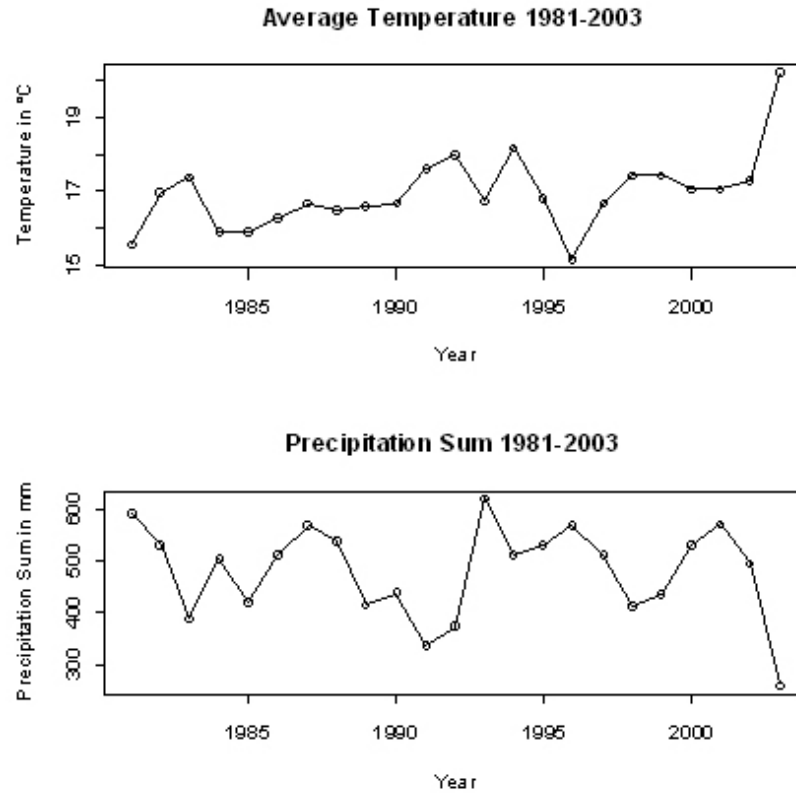 Average Temperature 1981-2003
Temperature in ºC
19
17
15
1985 1990 1995 2000
Year
Precipitation Sum 1981-2003
Precipitation Sum in mm
600
500
400
300
1985 1990 1995 2000
Year